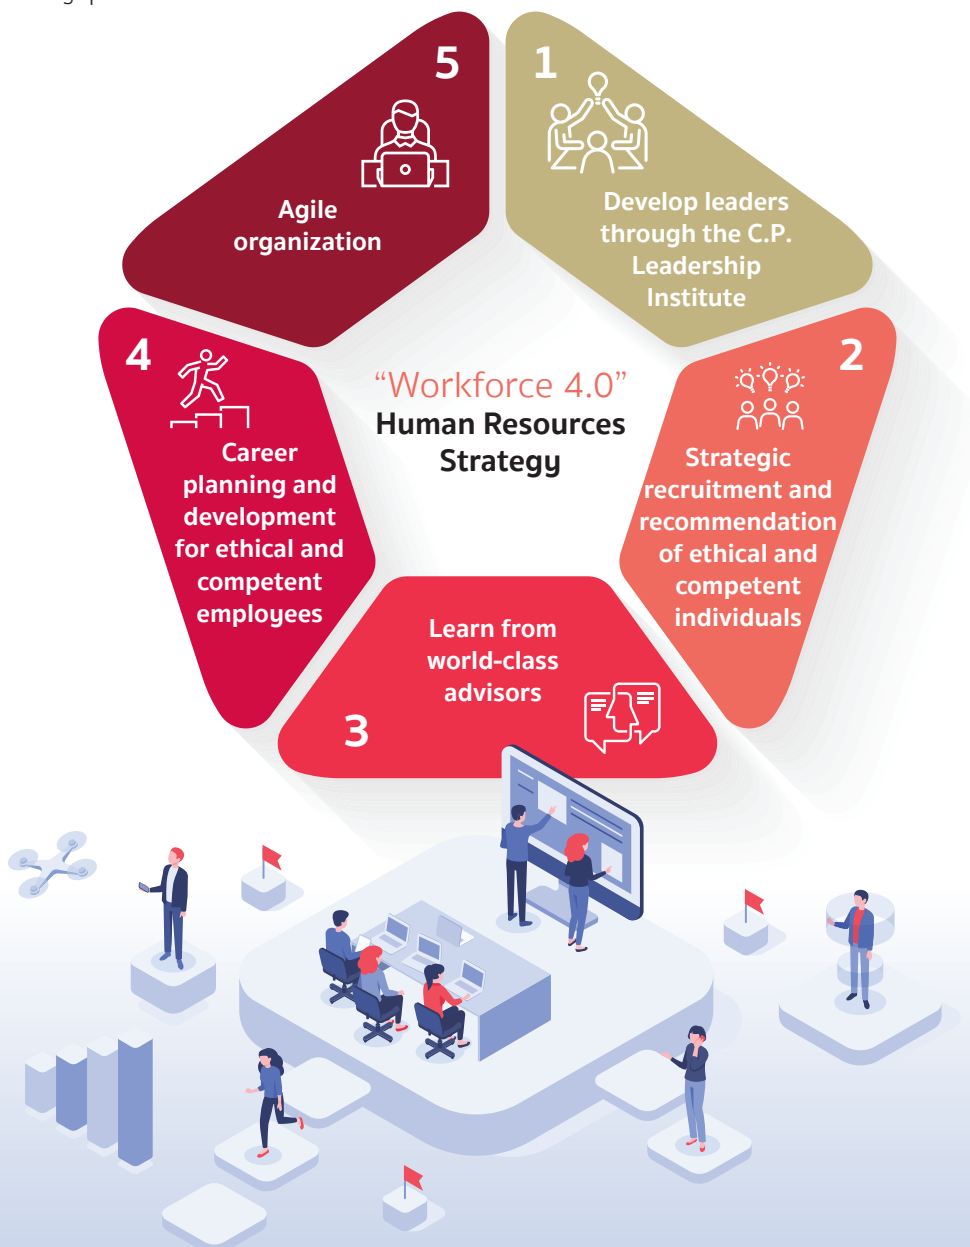 5
Agile
organization
1
Develop leaders
through the C.P.
Leadership
Institute
4
Career
planning and
development
for ethical and
competent
employees
“Workforce 4.0”
Human Resources
Strategy
2
Strategic
recruitment and
recommendation
of ethical and
competent
individuals
Learn from
world-class
advisors
3